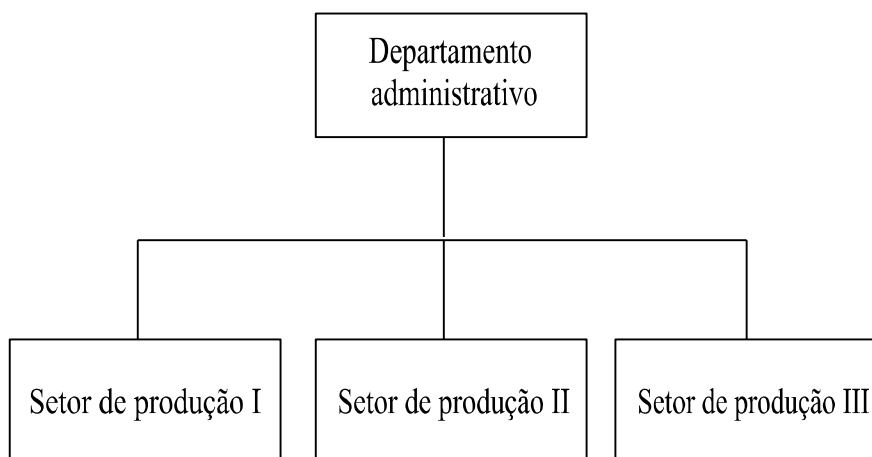 Departamento
administrativo
Setor de produção I
Setor de produção II
Setor de produção III